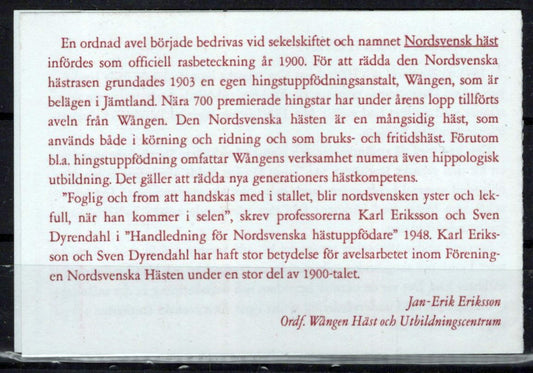 En ordnad avel började bedrivas vid sekelskiftet och namnet Nordsvensk häst
infördes som officiell rasbeteckning år 1900. För att rädda den Nordsvenska
hästrasen grundades 1903 en egen hingstuppfödningsanstalt, Wången, som är
belägen i Jämtland. Nära 700 premierade hingstar har under årens lopp tillförts
aveln från Wången. Den Nordsvenska hästen är en mångsidig häst, som
används både i körning och ridning och som bruks- och fritidshäst. Förutom
bl.a. hingstuppfödning omfattar Wångens verksamhet numera även hippologisk
utbildning. Det gäller att rädda nya generationers hästkompetens.
"Foglig och from att handskas med i stallet, blir nordsvensken yster och lek-
full, när han kommer i selen", skrev professorerna Karl Eriksson och Sven
Dyrendahl i "Handledning för Nordsvenska hästuppfödare" 1948. Karl Eriks-
son och Sven Dyrendahl har haft stor betydelse för avelsarbetet inom Förening-
en Nordsvenska Hästen under en stor del av 1900-talet.
Jan-Erik Eriksson
Ordf. Wången Häst och Utbildningscentrum